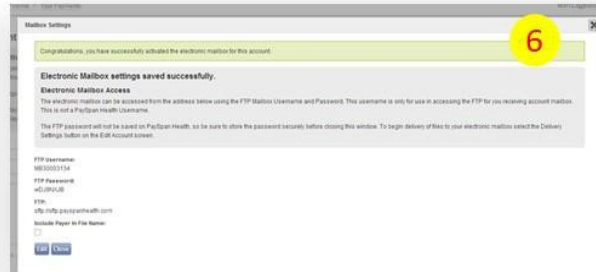 Home / Your Payments
Mailbox Settings
6
Congratulations, you have successfully activated the electronic mailbox for this account.
Electronic Mailbox settings saved successfully.
Electronic Mailbox Access
The electronic mailbox can be accessed from the address below using the FTP Mailbox Username and Password. This username is only for use in accessing the FTP for you receiving account mailbox.
This is not a PaySpan Health Username.
The FTP password will not be saved on PaySpan Health, so be sure to store the password securely before closing this window. To begin delivery of files to your electronic mailbox select the Delivery
Settings button on the Edit Account screen.
FTP Username:
MB30003134
FTP Password:
FTP:
sftp://sftp.payspanhealth.com
Include Payer In File Name:
Edit Close